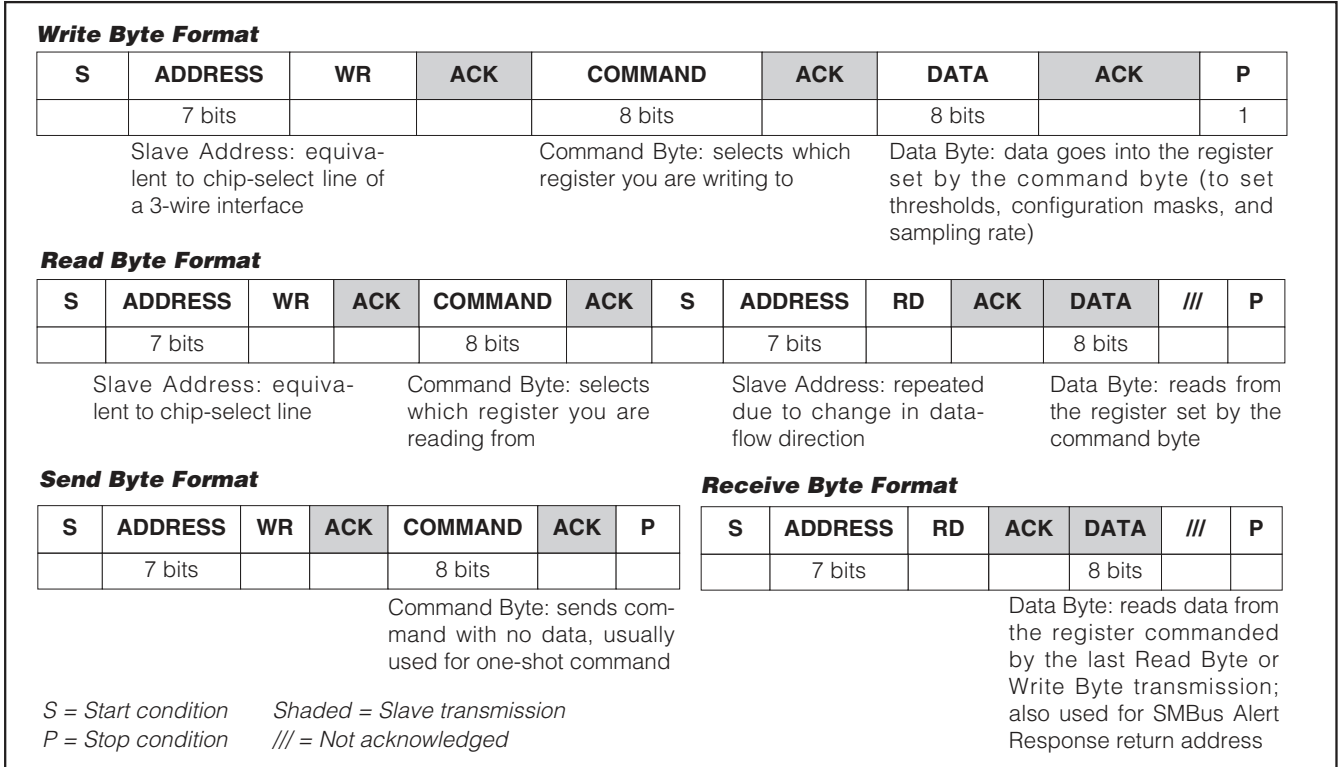 Write Byte Format
S ADDRESS WR ACK COMMAND ACK DATA ACK P
7 bits 8 bits 8 bits 1
Slave Address: equiva-
lent to chip-select line of
a 3-wire interface
Command Byte: selects which
register you are writing to
Data Byte: data goes into the register
set by the command byte (to set
thresholds, configuration masks, and
sampling rate)
Read Byte Format
S ADDRESS WR ACK COMMAND ACK S ADDRESS RD ACK DATA /// P
7 bits 8 bits 7 bits 8 bits
Slave Address: equiva-
lent to chip-select line
Command Byte: selects
which register you are
reading from
Slave Address: repeated
due to change in data-
flow direction
Data Byte: reads from
the register set by the
command byte
Send Byte Format
S ADDRESS WR ACK COMMAND ACK P
7 bits 8 bits
Command Byte: sends com-
mand with no data, usually
used for one-shot command
Receive Byte Format
S ADDRESS RD ACK DATA /// P
7 bits 8 bits
Data Byte: reads data from
the register commanded
by the last Read Byte or
Write Byte transmission;
also used for SMBus Alert
Response return address
S = Start condition Shaded = Slave transmission
P = Stop condition /// = Not acknowledged